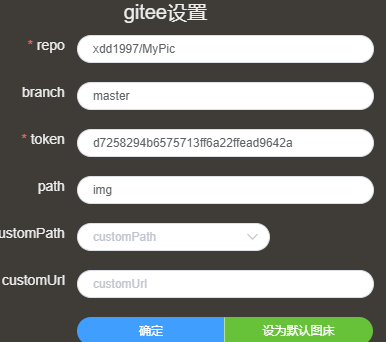 gitee设置
* repo xdd1997/MyPic
branch master
* token d7258294b6575713ff6a22ffead9642a
path img
ustomPath customPath
customUrl customUrl
确定 设为默认图床